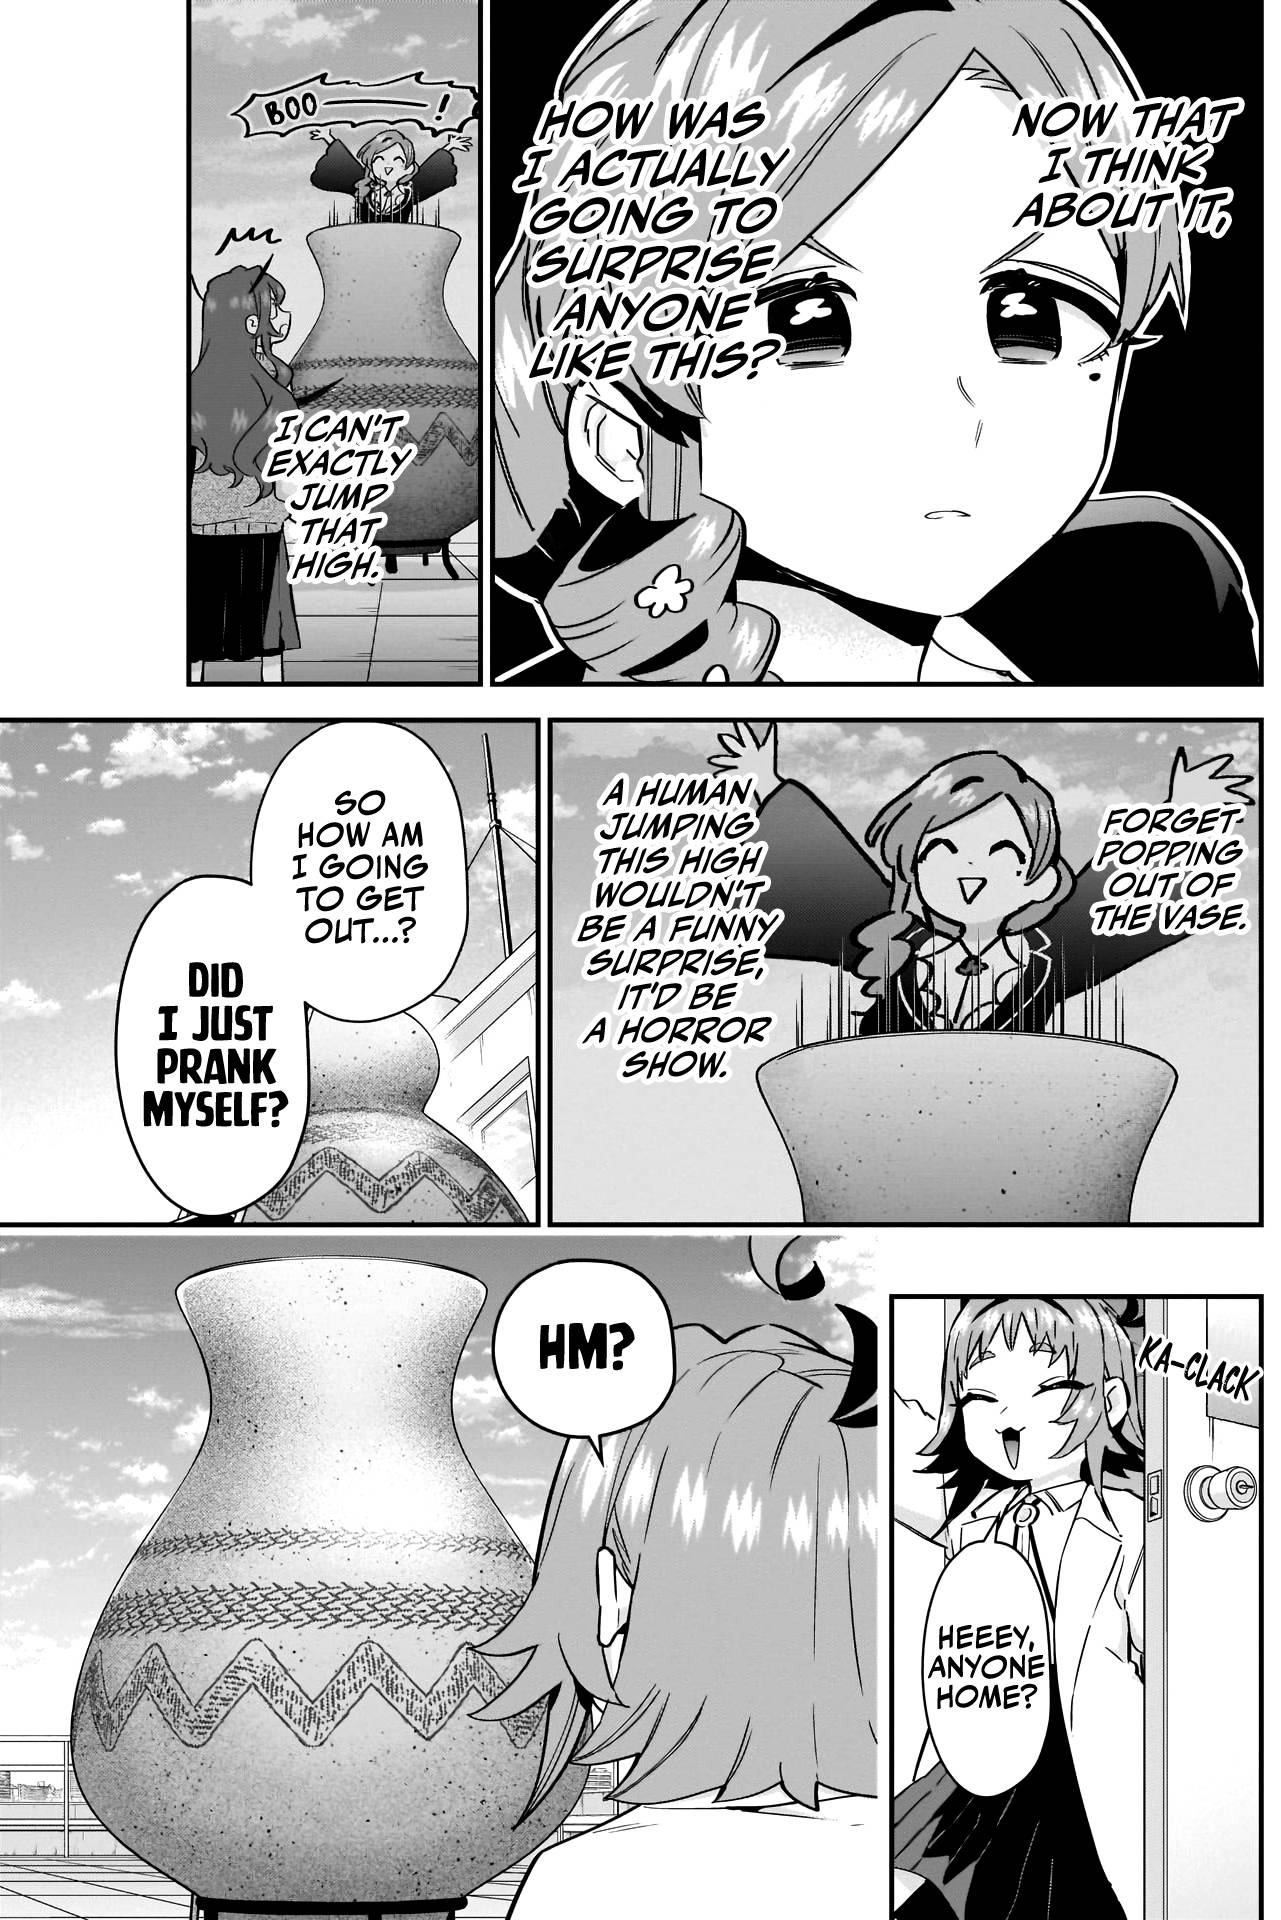 NOW THAT
I THINK
ABOUT IT,
HOW WAS
I ACTUALLY
GOING TO
SURPRISE
ANYONE
LIKE THIS?
BOO――!
I CAN'T
EXACTLY
JUMP
THAT
HIGH.
FORGET
POPPING
OUT OF
THE VASE.
A HUMAN
JUMPING
THIS HIGH
WOULDN'T
BE A FUNNY
SURPRISE,
IT'D BE
A HORROR
SHOW.
SO
HOW AM
I GOING
TO GET
OUT...?
DID
I JUST
PRANK
MYSELF?
KA-CLACK
HEEEY,
ANYONE
HOME?
HM?